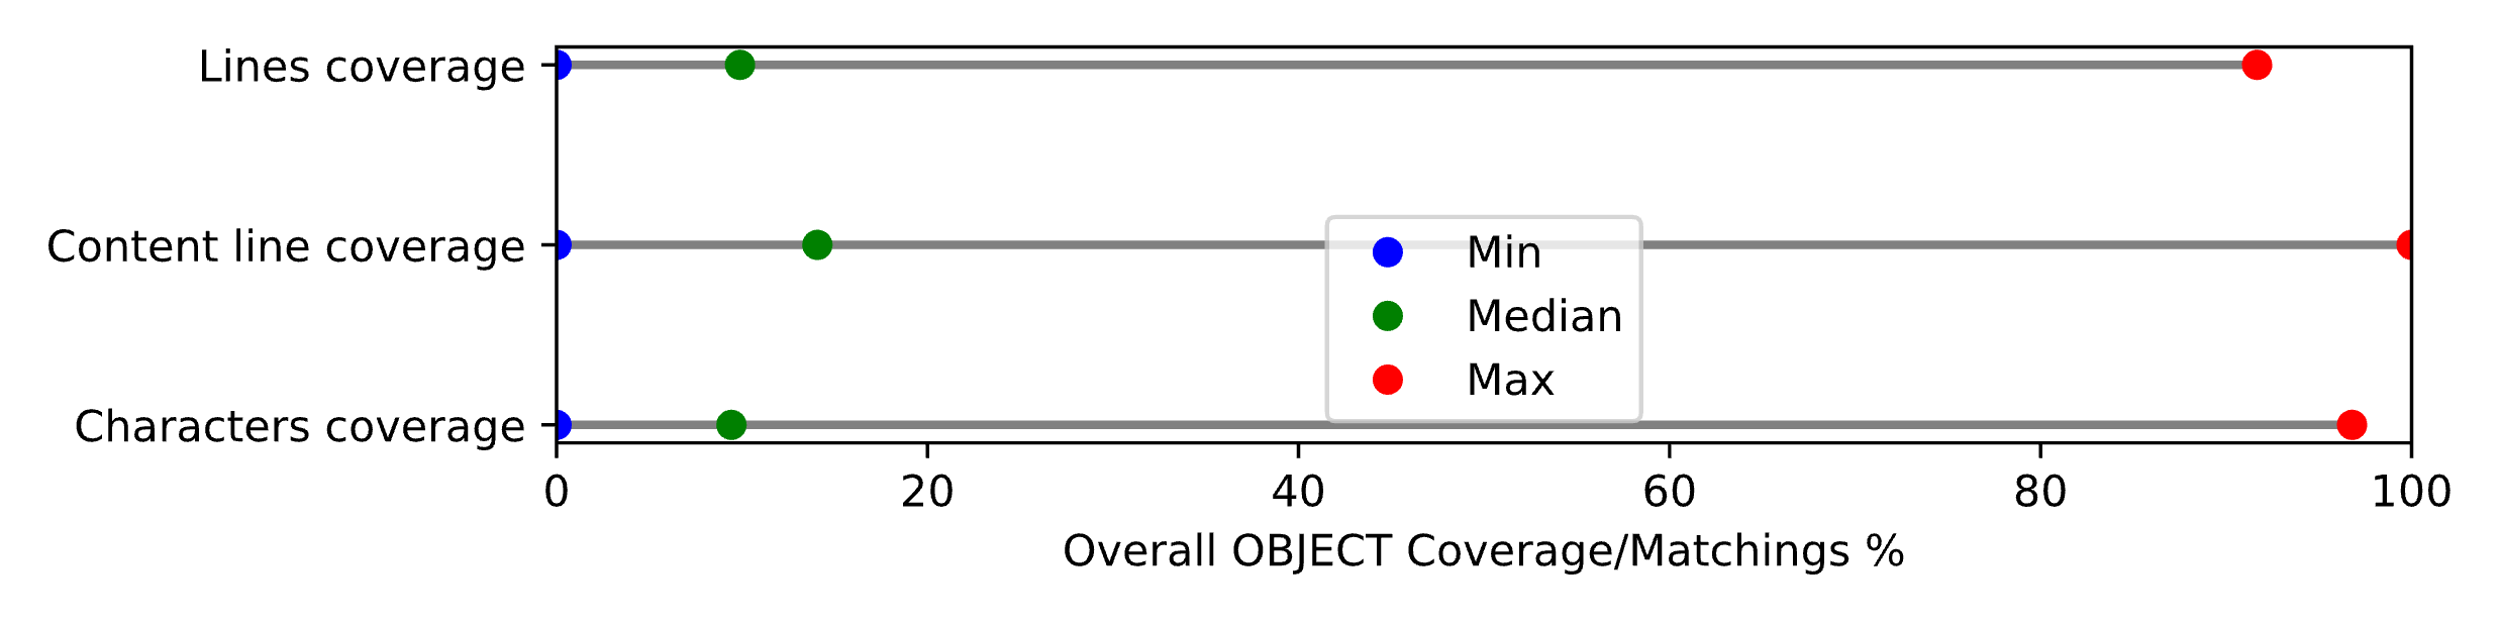 Lines coverage
Content line coverage
Characters coverage
Min
Median
Max
0 20 40 60 80 100
Overall OBJECT Coverage/Matchings %